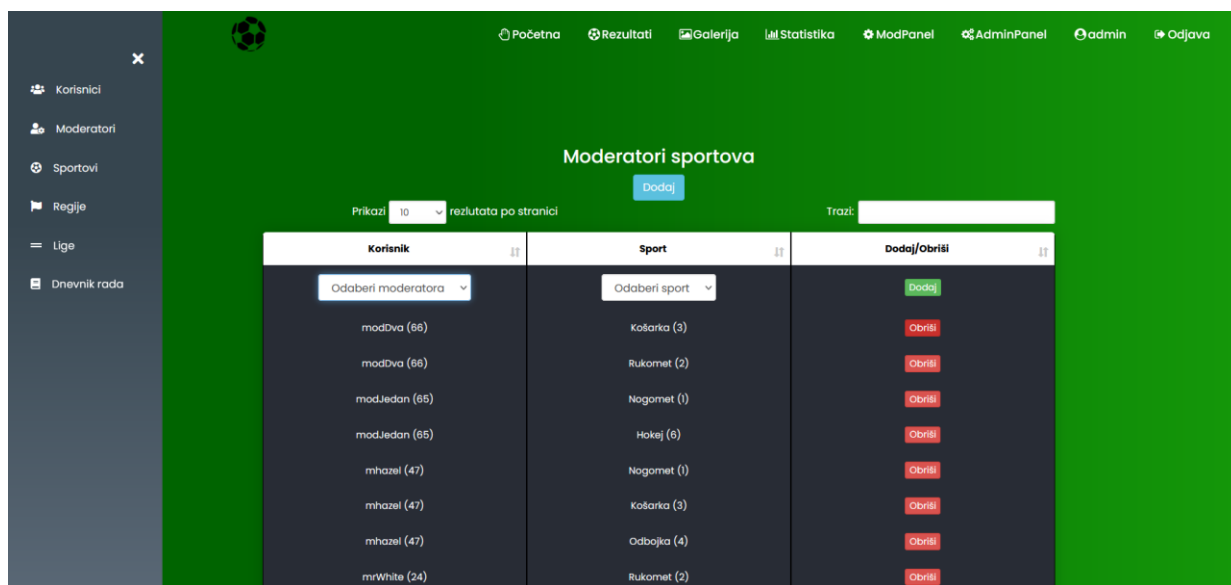 Početna Rezultati Galerija Statistika ModPanel AdminPanel admin Odjava
Korisnici
Moderatori
Sportovi
Regije
Lige
Dnevnik rada
Moderatori sportova
Dodaj
Prikazi 10 rezlutata po stranici Trazi:
Korisnik Sport Dodaj/Obriši
Odaberi moderatora Odaberi sport Dodaj
modDva (66) Košarka (3) Obriši
modDva (66) Rukomet (2) Obriši
modJedan (65) Nogomet (1) Obriši
modJedan (65) Hokej (6) Obriši
mhazel (47) Nogomet (1) Obriši
mhazel (47) Košarka (3) Obriši
mhazel (47) Odbojka (4) Obriši
mrWhite (24) Rukomet (2) Obriši